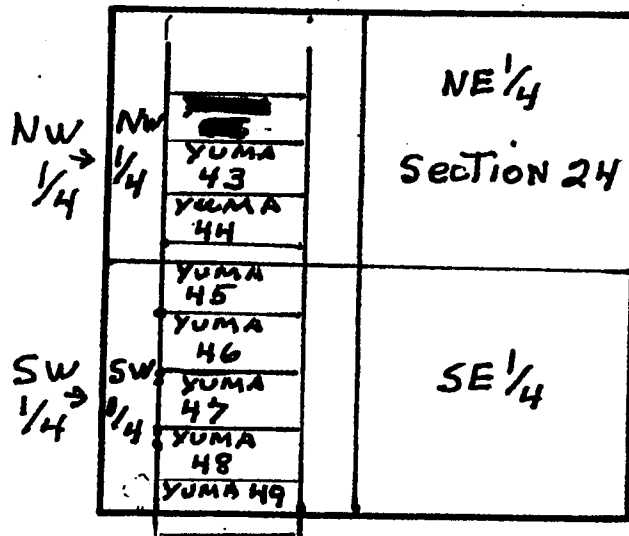 NE 1/4
Section 24
NW
1/4
NW
1/4
YUMA
43
YUMA
44
YUMA
45
YUMA
46
SW
1/4
SW
1/4
YUMA
47
YUMA
48
YUMA 49
SE 1/4